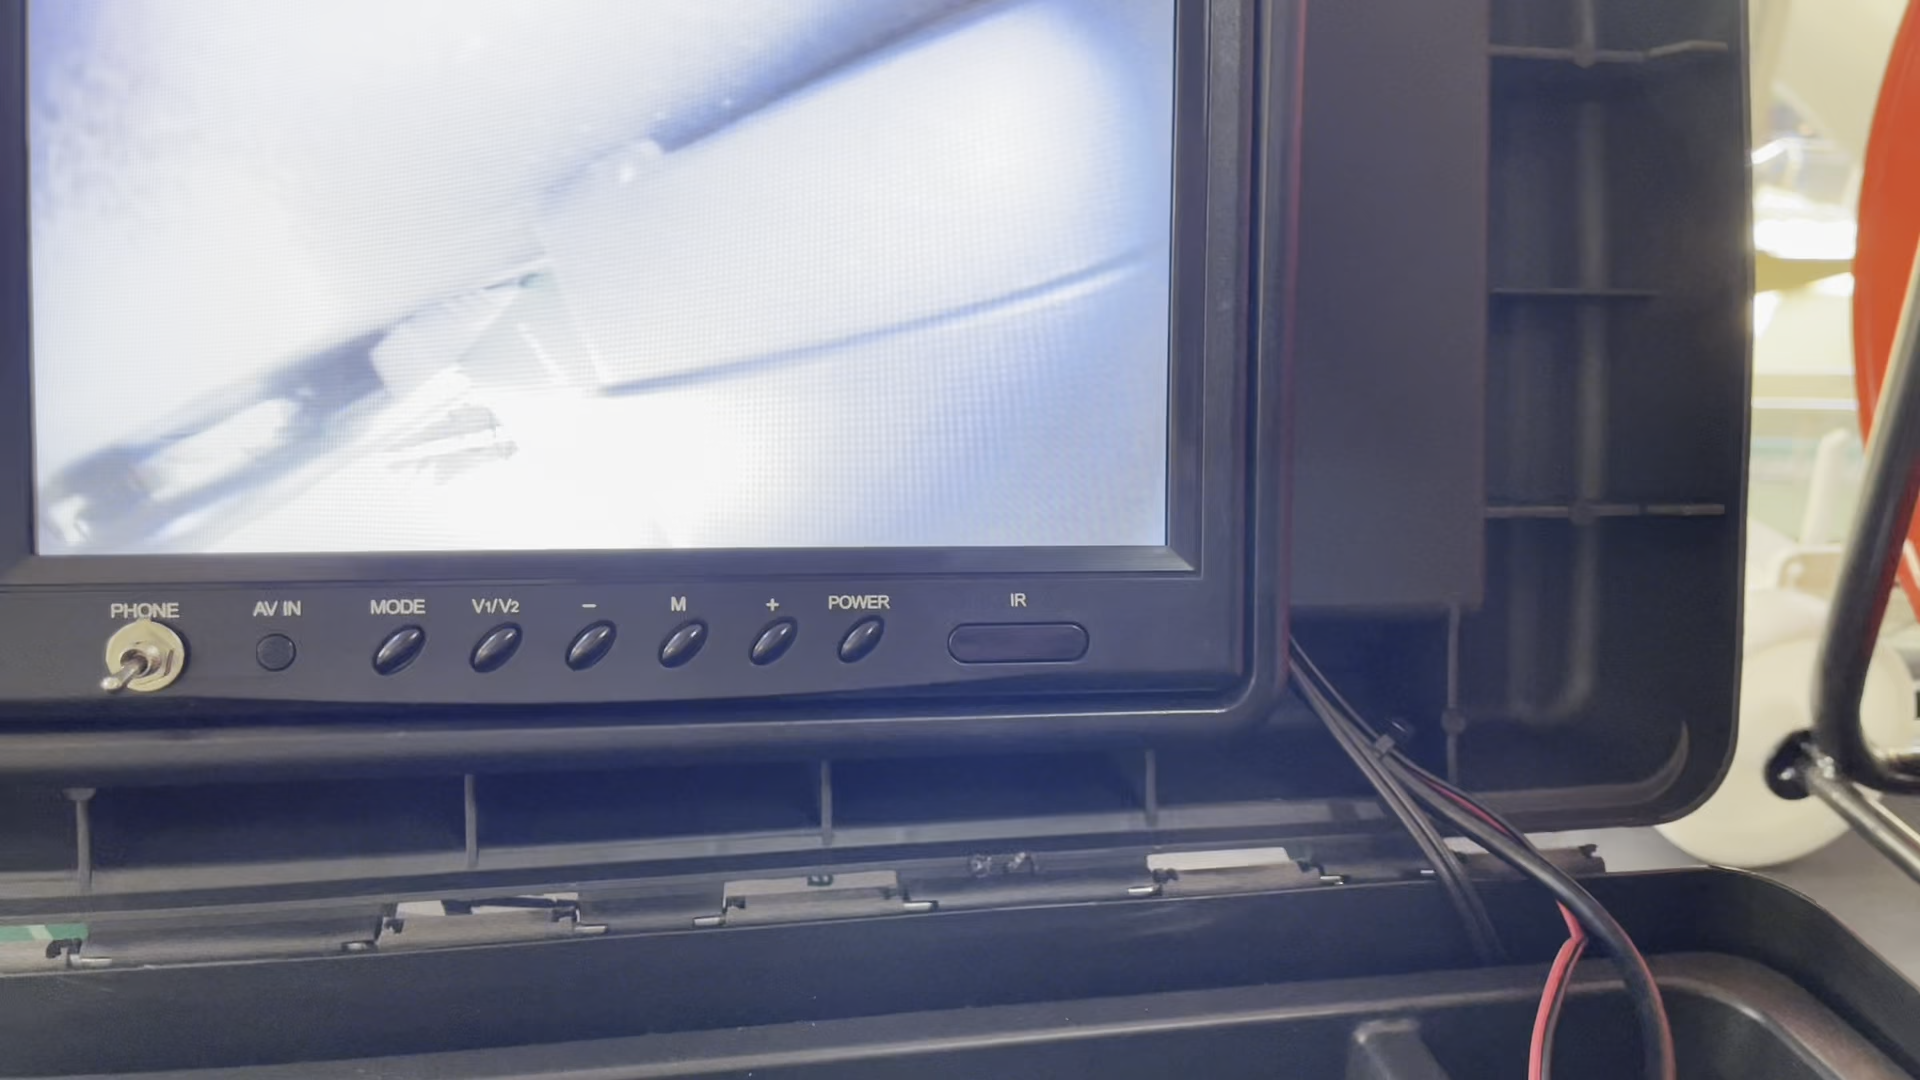 PHONE AV IN MODE V1/V2 – M + POWER IR